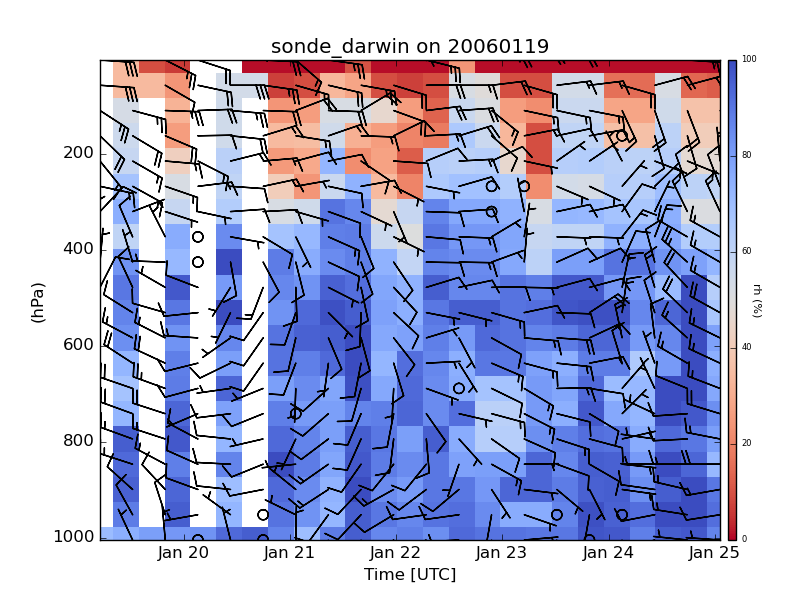 sonde_darwin on 20060119
(hPa)
200
400
600
800
1000
Jan 20
Jan 21
Jan 22
Jan 23
Jan 24
Jan 25
Time [UTC]
100
80
60
40
20
0
rh (%)